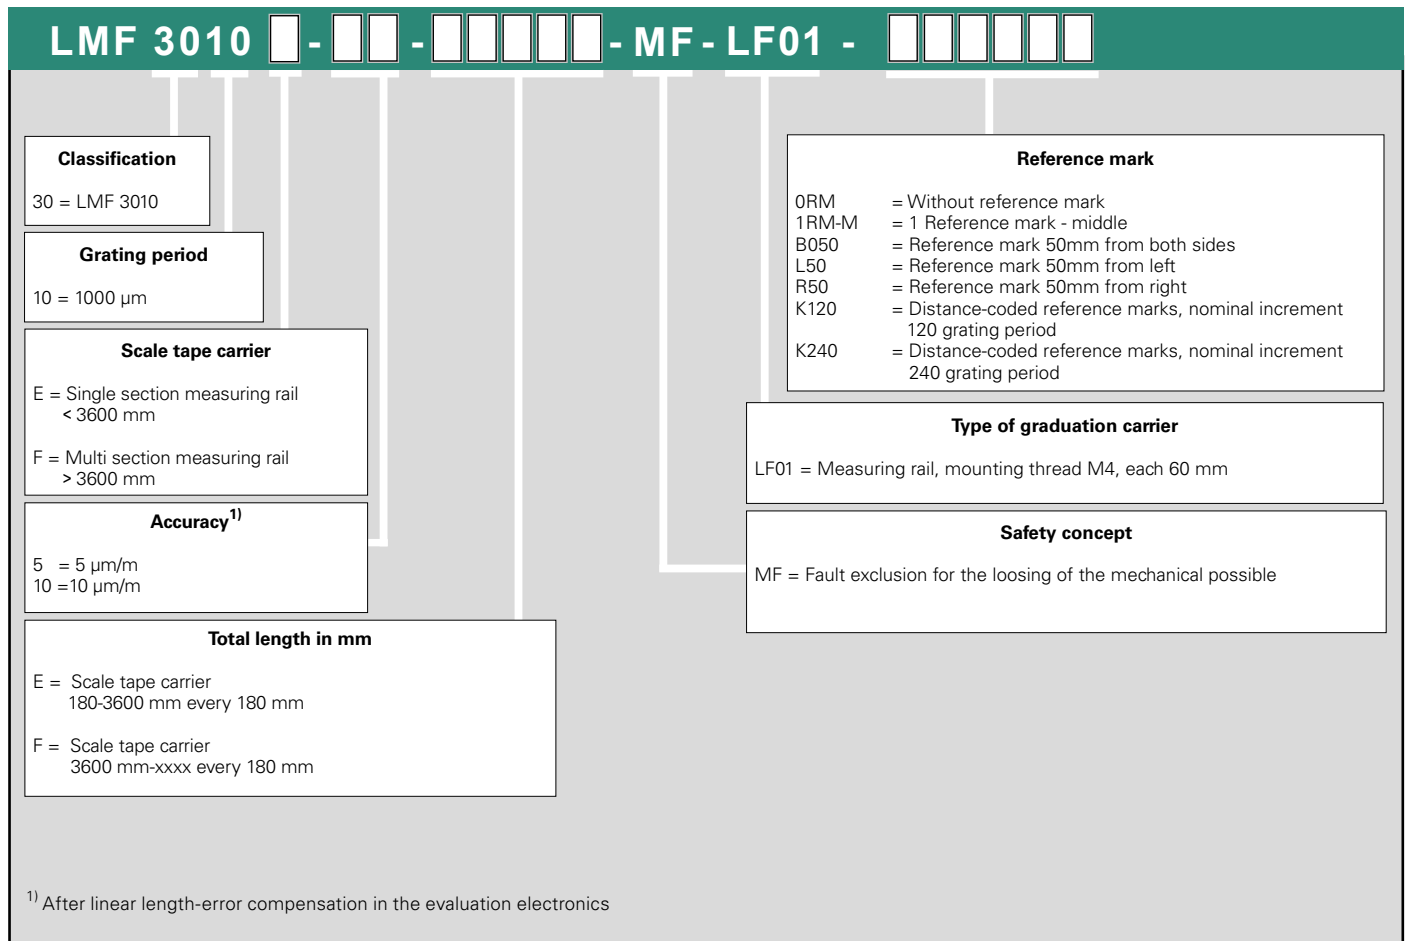 LMF 3010 - - - MF - LF01 -
Classification
30 = LMF 3010
Grating period
10 = 1000 µm
Scale tape carrier
E = Single section measuring rail
< 3600 mm
F = Multi section measuring rail
> 3600 mm
Accuracy1)
5 = 5 µm/m
10 =10 µm/m
Total length in mm
E = Scale tape carrier
180-3600 mm every 180 mm
F = Scale tape carrier
3600 mm-xxxx every 180 mm
Reference mark
0RM = Without reference mark
1RM-M = 1 Reference mark - middle
B050 = Reference mark 50mm from both sides
L50 = Reference mark 50mm from left
R50 = Reference mark 50mm from right
K120 = Distance-coded reference marks, nominal increment
120 grating period
K240 = Distance-coded reference marks, nominal increment
240 grating period
Type of graduation carrier
LF01 = Measuring rail, mounting thread M4, each 60 mm
Safety concept
MF = Fault exclusion for the loosing of the mechanical possible
1) After linear length-error compensation in the evaluation electronics